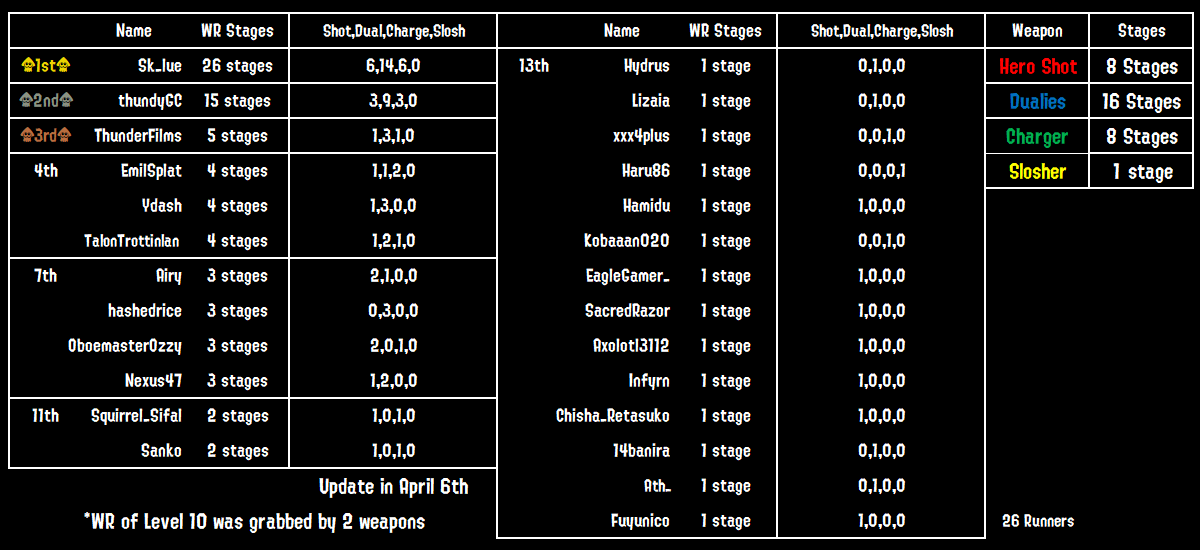 Name WR Stages Shot,Dual,Charge,Slosh
1st Sk_lue 26 stages 6,14,6,0
2nd thundyGC 15 stages 3,9,3,0
3rd ThunderFilms 5 stages 1,3,1,0
4th EmilSplat 4 stages 1,1,2,0
Ydash 4 stages 1,3,0,0
TalonTrottinIan 4 stages 1,2,1,0
7th Airy 3 stages 2,1,0,0
hashedrice 3 stages 0,3,0,0
OboemasterOzzy 3 stages 2,0,1,0
Nexus47 3 stages 1,2,0,0
11th Squirrel_Sifal 2 stages 1,0,1,0
Sanko 2 stages 1,0,1,0
Update in April 6th
*WR of Level 10 was grabbed by 2 weapons
Name WR Stages Shot,Dual,Charge,Slosh
13th Hydrus 1 stage 0,1,0,0
Lizaia 1 stage 0,1,0,0
xxx4plus 1 stage 0,0,1,0
Haru86 1 stage 0,0,0,1
Hamidu 1 stage 1,0,0,0
Kobaaan020 1 stage 0,0,1,0
EagleGamer_ 1 stage 1,0,0,0
SacredRazor 1 stage 1,0,0,0
Axolotl3112 1 stage 1,0,0,0
Infyrn 1 stage 1,0,0,0
Chisha_Retasuko 1 stage 1,0,0,0
14banira 1 stage 0,1,0,0
Ath_ 1 stage 0,1,0,0
Fuyunico 1 stage 1,0,0,0
Weapon Stages
Hero Shot 8 Stages
Dualies 16 Stages
Charger 8 Stages
Slosher 1 stage
26 Runners